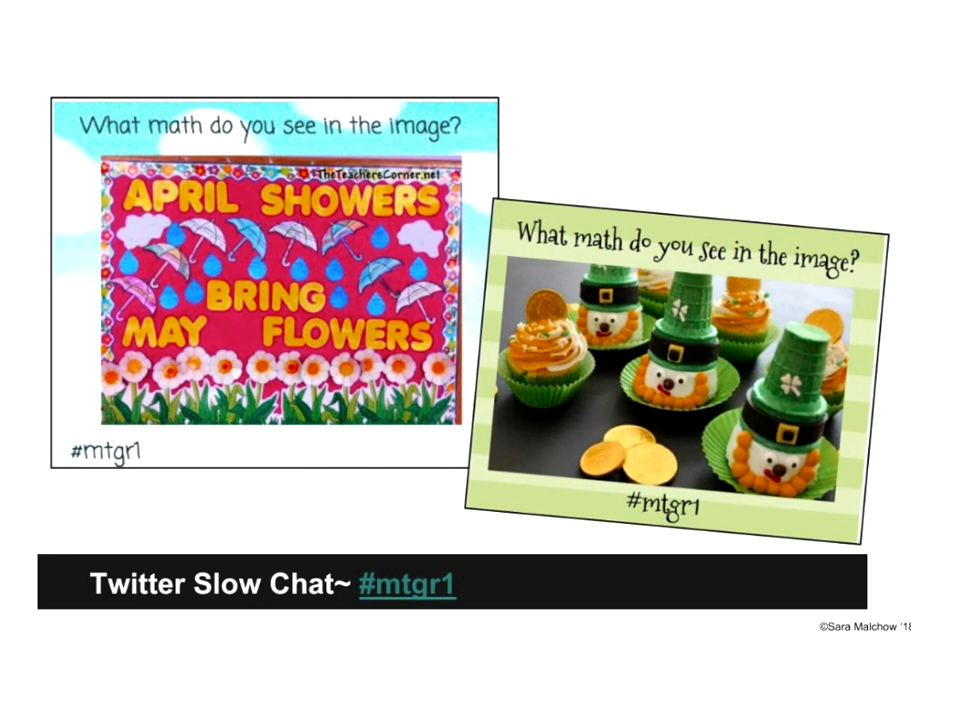 What math do you see in the image?
TheTeachersCorner.net
APRIL SHOWERS
BRING
MAY FLOWERS
#mtgr1
What math do you see in the image?
#mtgr1
Twitter Slow Chat~ #mtgr1
©Sara Malchow '18